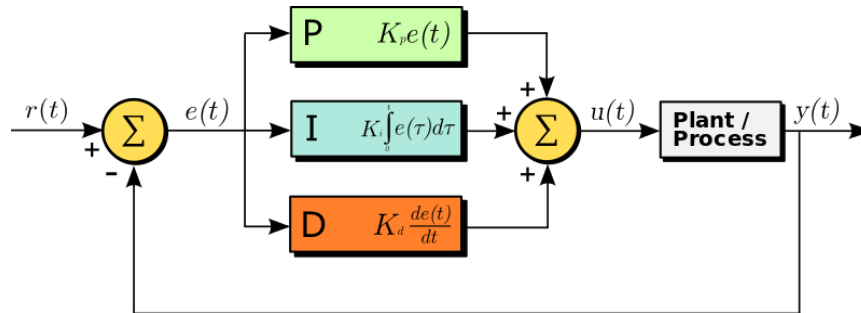 r(t)
+
-
Σ
e(t)
P K_p e(t)
I K_i ∫_0^t e(τ)dτ
D K_d de(t)/dt
+
+
+
Σ
u(t)
Plant /
Process
y(t)